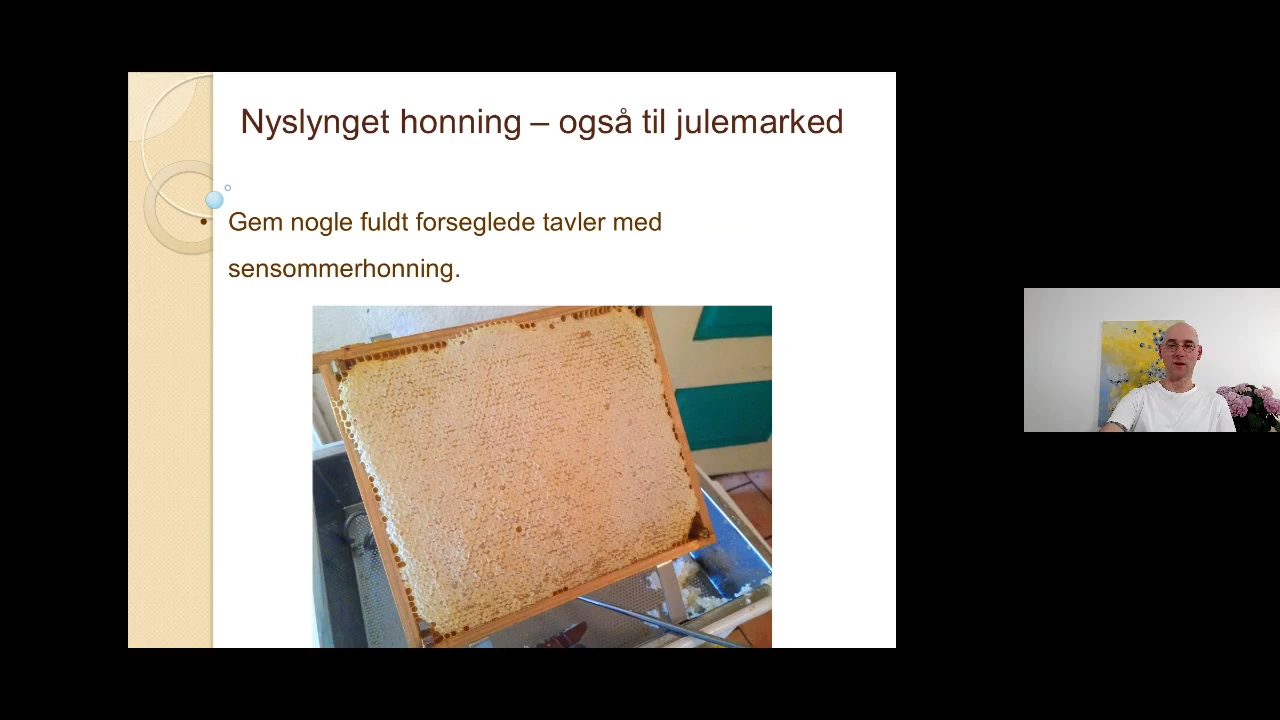 Nyslynget honning – også til julemarked
• Gem nogle fuldt forseglede tavler med
sensommerhonning.